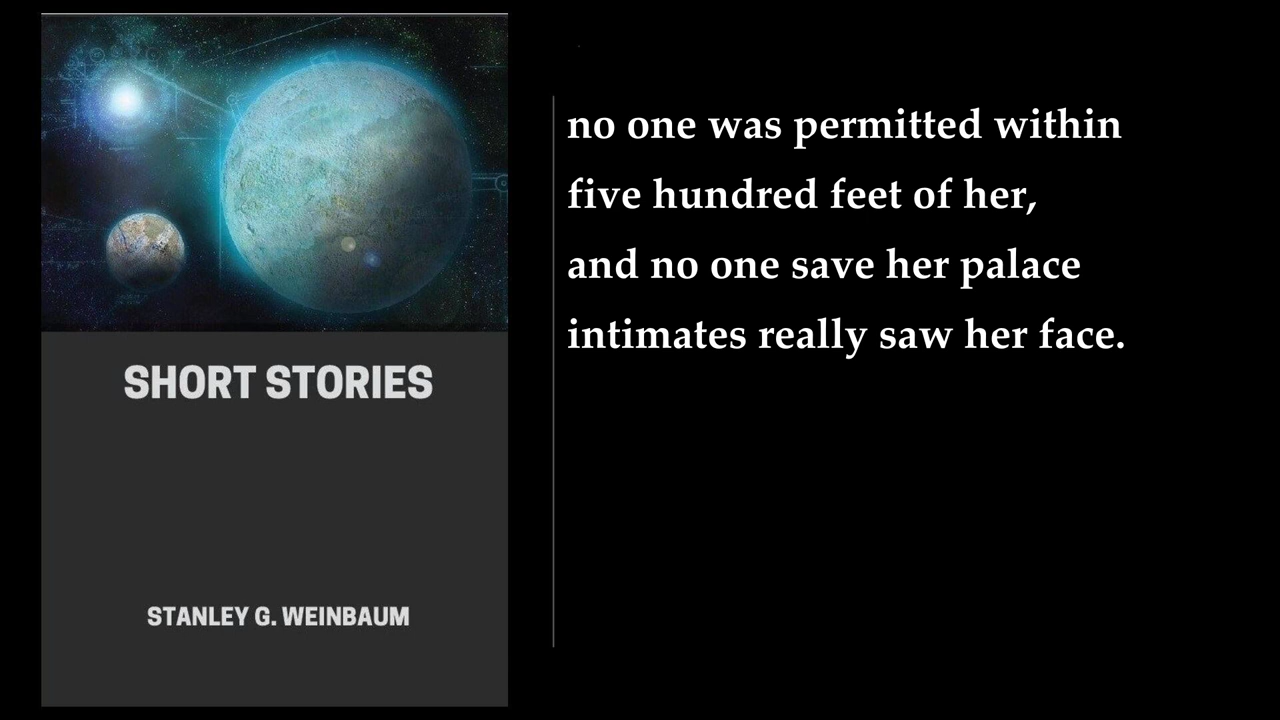 SHORT STORIES
STANLEY G. WEINBAUM
no one was permitted within
five hundred feet of her,
and no one save her palace
intimates really saw her face.